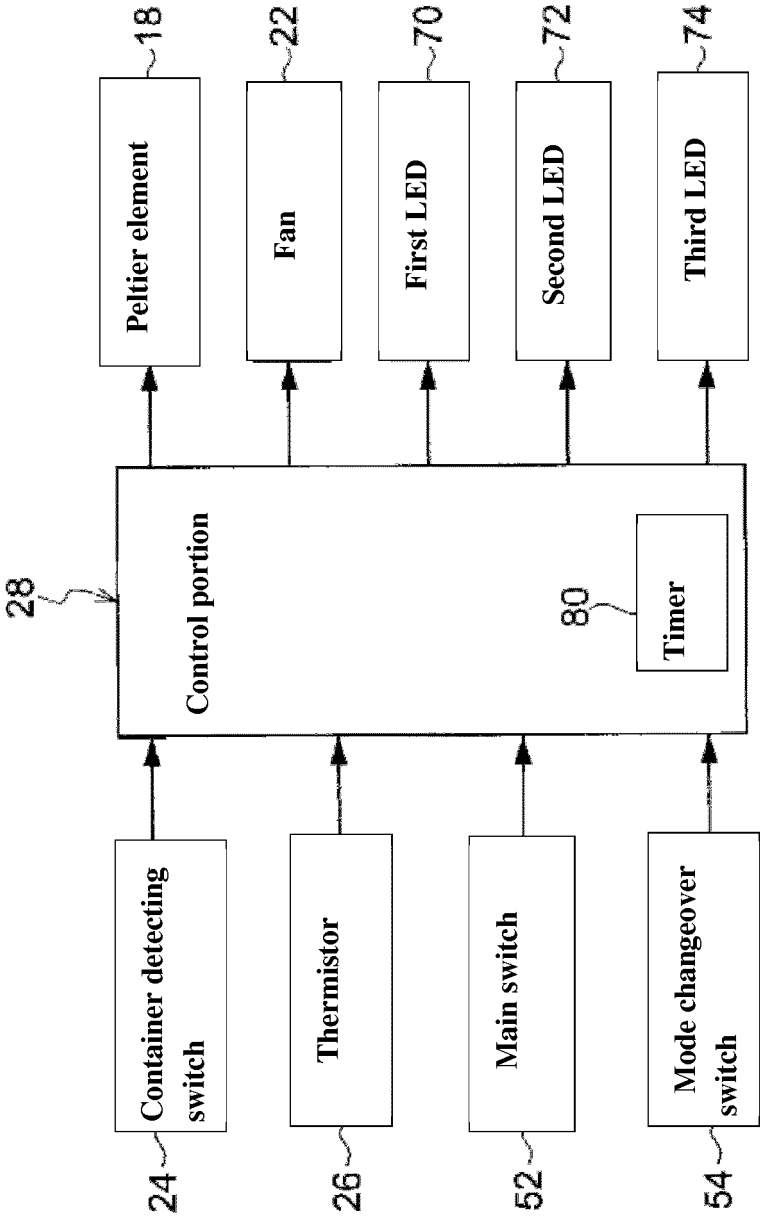 28
24
Container detecting
switch
26
Thermistor
52
Main switch
54
Mode changeover
switch
Control portion
80
Timer
Peltier element
18
Fan
22
First LED
70
Second LED
72
Third LED
74